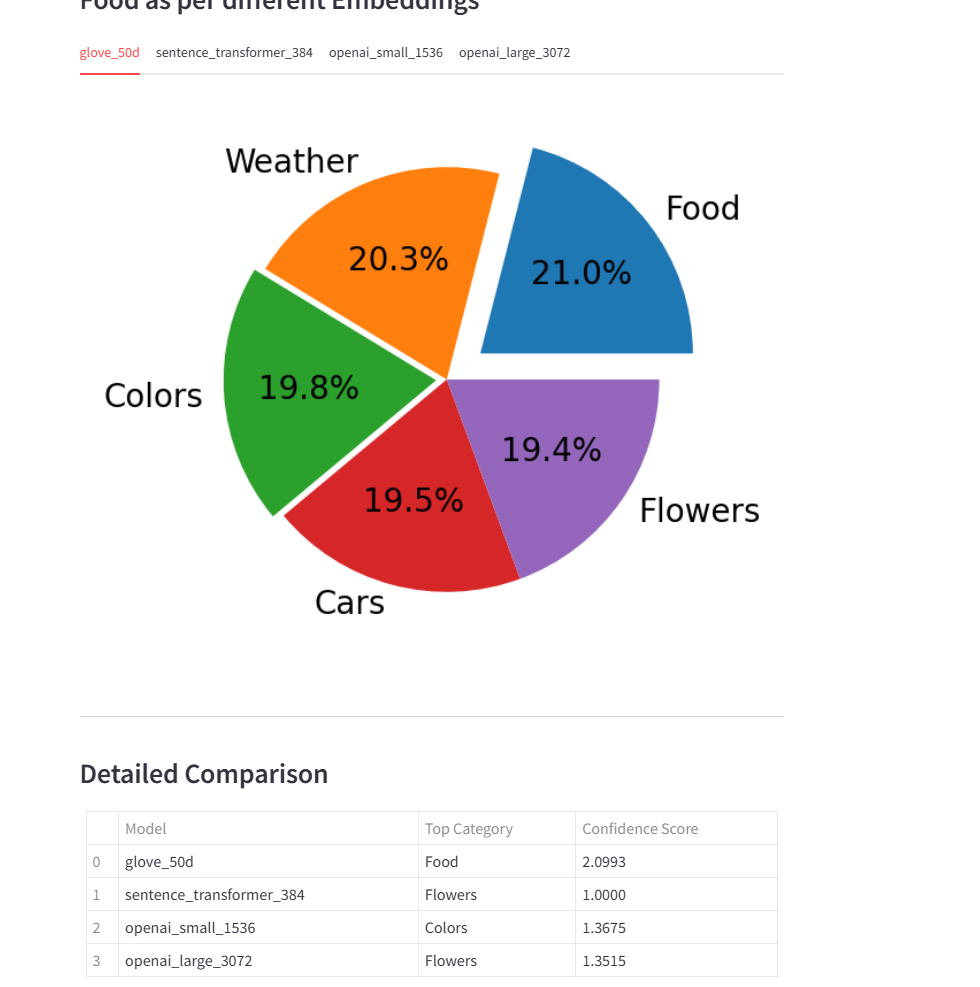 Food as per different Embeddings
glove_50d sentence_transformer_384 openai_small_1536 openai_large_3072
Weather
Food
20.3%
21.0%
Colors
19.8%
19.4%
19.5%
Flowers
Cars
Detailed Comparison
Model Top Category Confidence Score
0 glove_50d Food 2.0993
1 sentence_transformer_384 Flowers 1.0000
2 openai_small_1536 Colors 1.3675
3 openai_large_3072 Flowers 1.3515